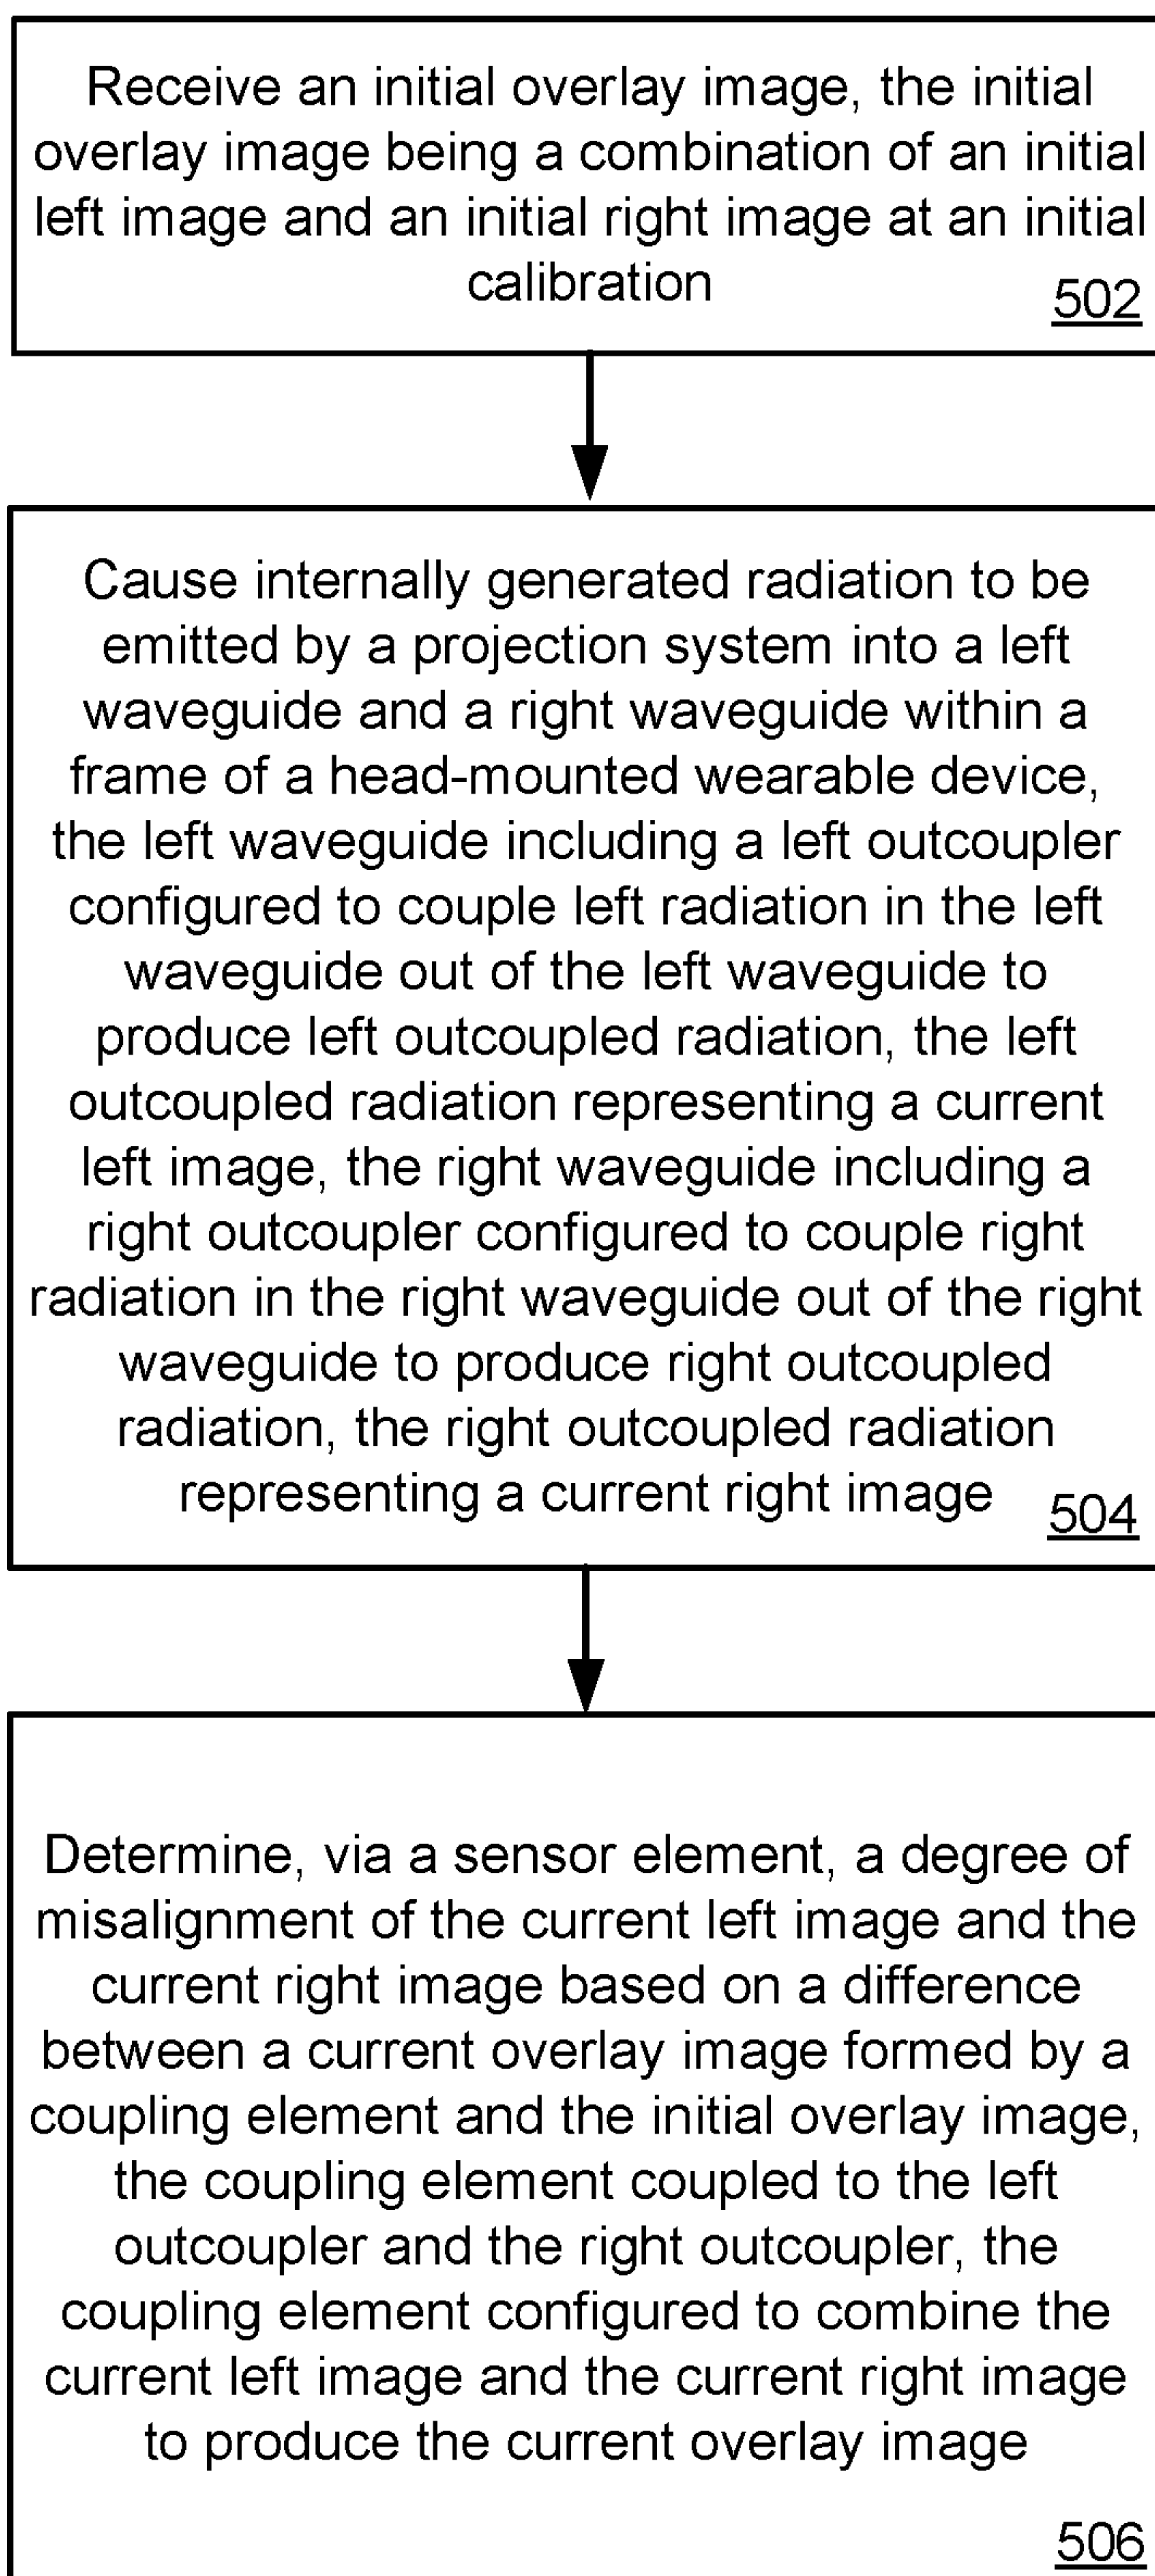 Receive an initial overlay image, the initial
overlay image being a combination of an initial
left image and an initial right image at an initial
calibration
502
Cause internally generated radiation to be
emitted by a projection system into a left
waveguide and a right waveguide within a
frame of a head-mounted wearable device,
the left waveguide including a left outcoupler
configured to couple left radiation in the left
waveguide out of the left waveguide to
produce left outcoupled radiation, the left
outcoupled radiation representing a current
left image, the right waveguide including a
right outcoupler configured to couple right
radiation in the right waveguide out of the right
waveguide to produce right outcoupled
radiation, the right outcoupled radiation
representing a current right image
504
Determine, via a sensor element, a degree of
misalignment of the current left image and the
current right image based on a difference
between a current overlay image formed by a
coupling element and the initial overlay image,
the coupling element coupled to the left
outcoupler and the right outcoupler, the
coupling element configured to combine the
current left image and the current right image
to produce the current overlay image
506